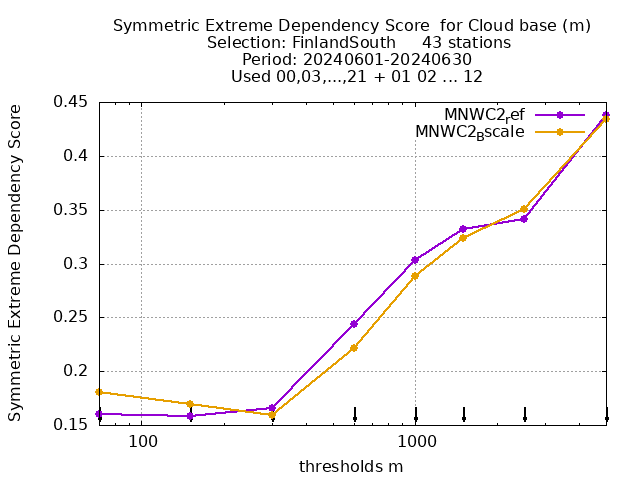 Symmetric Extreme Dependency Score  for Cloud base (m)
Selection: FinlandSouth     43 stations
Period: 20240601-20240630
Used 00,03,...,21 + 01 02 ... 12
MNWC2ref
MNWC2Bscale
Symmetric Extreme Dependency Score
0.45
0.4
0.35
0.3
0.25
0.2
0.15
100
1000
thresholds m